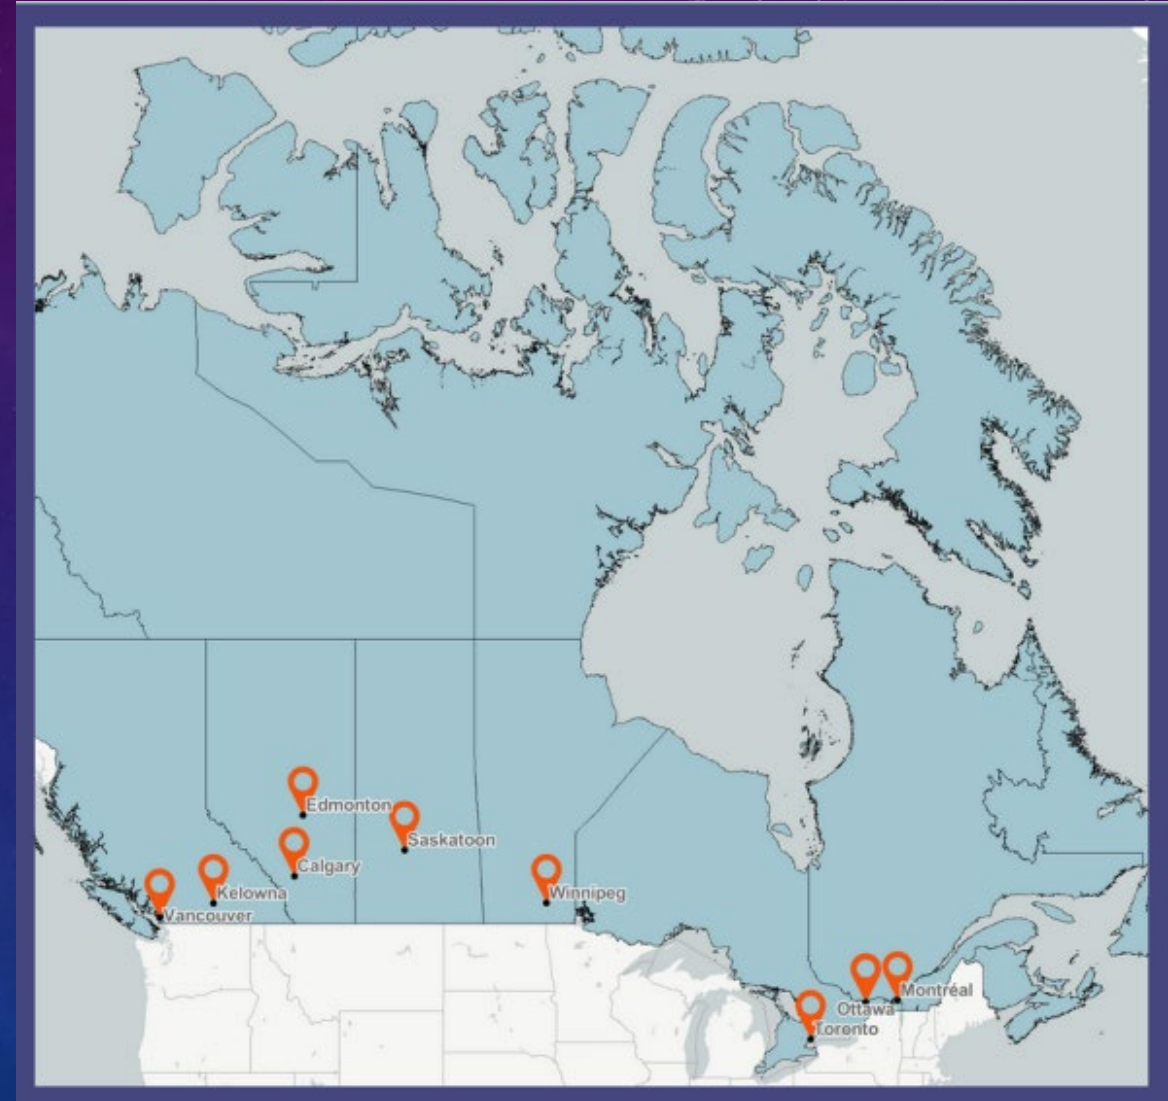 Edmonton
Saskatoon
Calgary
Kelowna
Winnipeg
Vancouver
Montréal
Ottawa
Toronto